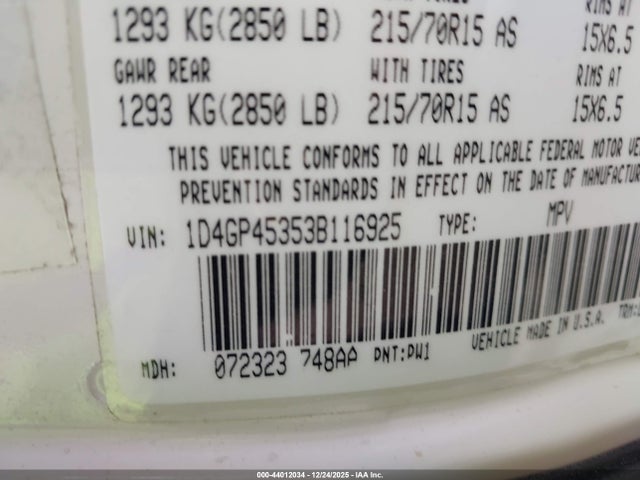 1293 KG(2850 LB) 215/70R15 AS 15X6.5
GAWR REAR WITH TIRES RIMS AT
1293 KG(2850 LB) 215/70R15 AS 15X6.5
THIS VEHICLE CONFORMS TO ALL APPLICABLE FEDERAL MOTOR
PREVENTION STANDARDS IN EFFECT ON THE DATE OF MANUFACTUR
VIN: 1D4GP45353B116925 TYPE: MPV
MDH: 072323 748AA PNT:PW1 VEHICLE MADE IN U.S.A.
000-44012034 - 12/24/2025 - IAA Inc.